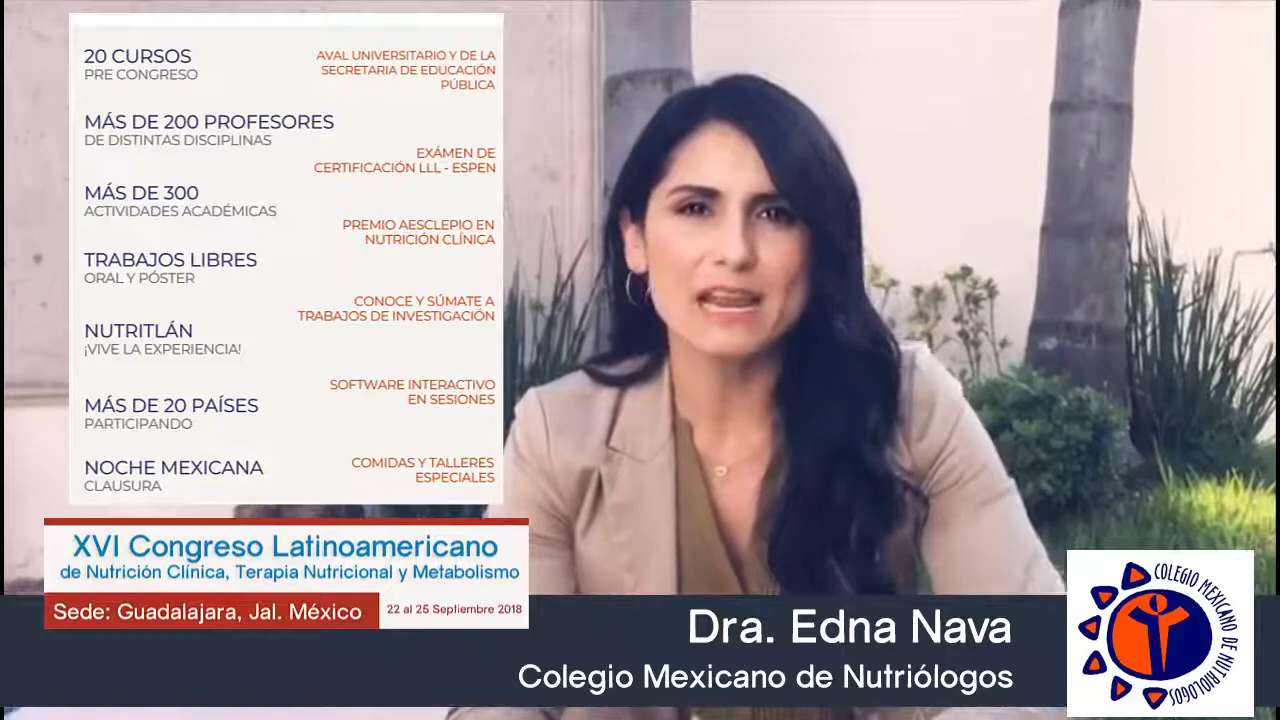 20 CURSOS
PRE CONGRESO
AVAL UNIVERSITARIO Y DE LA
SECRETARIA DE EDUCACIÓN
PÚBLICA
MÁS DE 200 PROFESORES
DE DISTINTAS DISCIPLINAS
EXÁMEN DE
CERTIFICACIÓN LLL - ESPEN
MÁS DE 300
ACTIVIDADES ACADÉMICAS
PREMIO AESCLEPIO EN
NUTRICIÓN CLÍNICA
TRABAJOS LIBRES
ORAL Y PÓSTER
CONOCE Y SÚMATE A
TRABAJOS DE INVESTIGACIÓN
NUTRITLÁN
¡VIVE LA EXPERIENCIA!
SOFTWARE INTERACTIVO
EN SESIONES
MÁS DE 20 PAÍSES
PARTICIPANDO
COMIDAS Y TALLERES
ESPECIALES
NOCHE MEXICANA
CLAUSURA
XVI Congreso Latinoamericano
de Nutrición Clínica, Terapia Nutricional y Metabolismo
Sede: Guadalajara, Jal. México
22 al 25 Septiembre 2018
Dra. Edna Nava
Colegio Mexicano de Nutriólogos
COLEGIO MEXICANO DE NUTRIOLOGOS